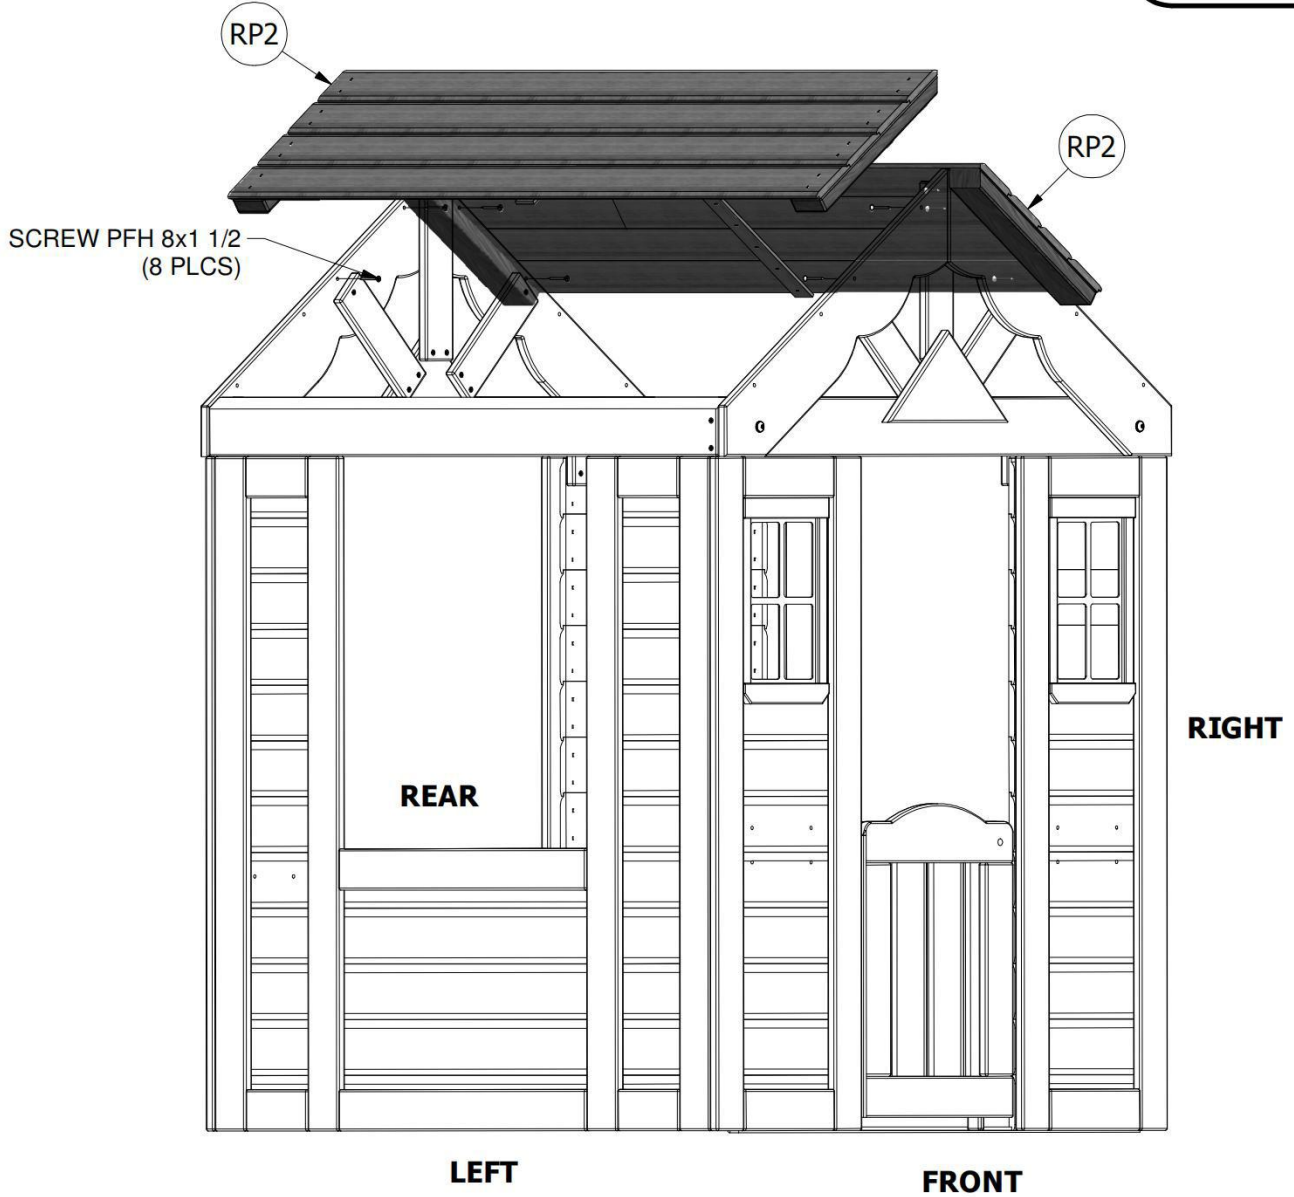 RP2
RP2
SCREW PFH 8x1 1/2
(8 PLCS)
RIGHT
REAR
LEFT
FRONT